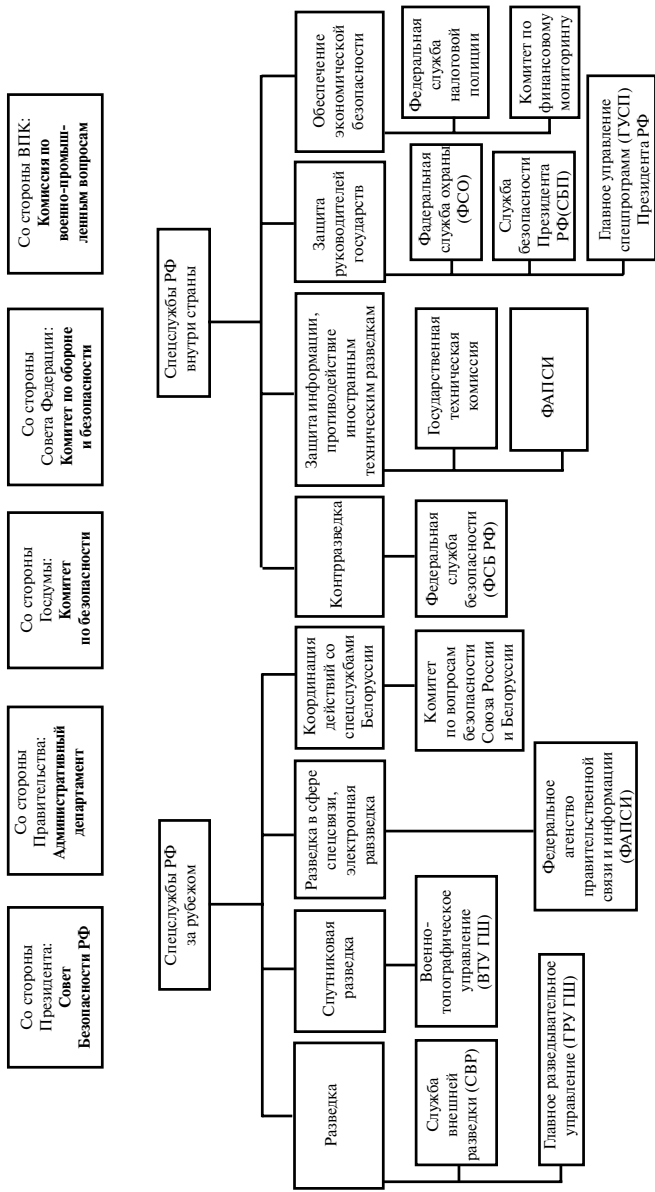 Со стороны
Президента:
Совет
Безопасности РФ
Со стороны
Правительства:
Административный
департамент
Со стороны
Госдумы:
Комитет
по безопасности
Со стороны
Совета Федерации:
Комитет по обороне
и безопасности
Со стороны ВПК:
Комиссия по
военно-промыш-
ленным вопросам
Спецслужбы РФ
за рубежом
Спецслужбы РФ
внутри страны
Разведка
Спутниковая
разведка
Разведка в сфере
спецсвязи,
электронная
равзведка
Координация
действий со
спецслужбами
Белоруссии
Контрразведка
Защита информации,
противодействие
иностранным
техническим разведкам
Защита
руководителей
государств
Обеспечение
экономической
безопасности
Служба
внешней
разведки (СВР)
Военно-
топографическое
управление
(ВТУ ГШ)
Комитет
по вопросам
безопасности
Союза России
и Белоруссии
Федеральная
служба
безопасности
(ФСБ РФ)
Государственная
техническая
комиссия
Фадеральная
служба охраны
(ФСО)
Федеральная
служба
налоговой
полиции
Главное разведывательное
управление (ГРУ ГШ)
Федеральное
агенство
правительственной
связи и информации
(ФАПСИ)
ФАПСИ
Служба
безопасности
Президента
РФ(СБП)
Комитет по
финансовому
мониторингу
Главное управление
спецпрограмм (ГУСП)
Президента РФ